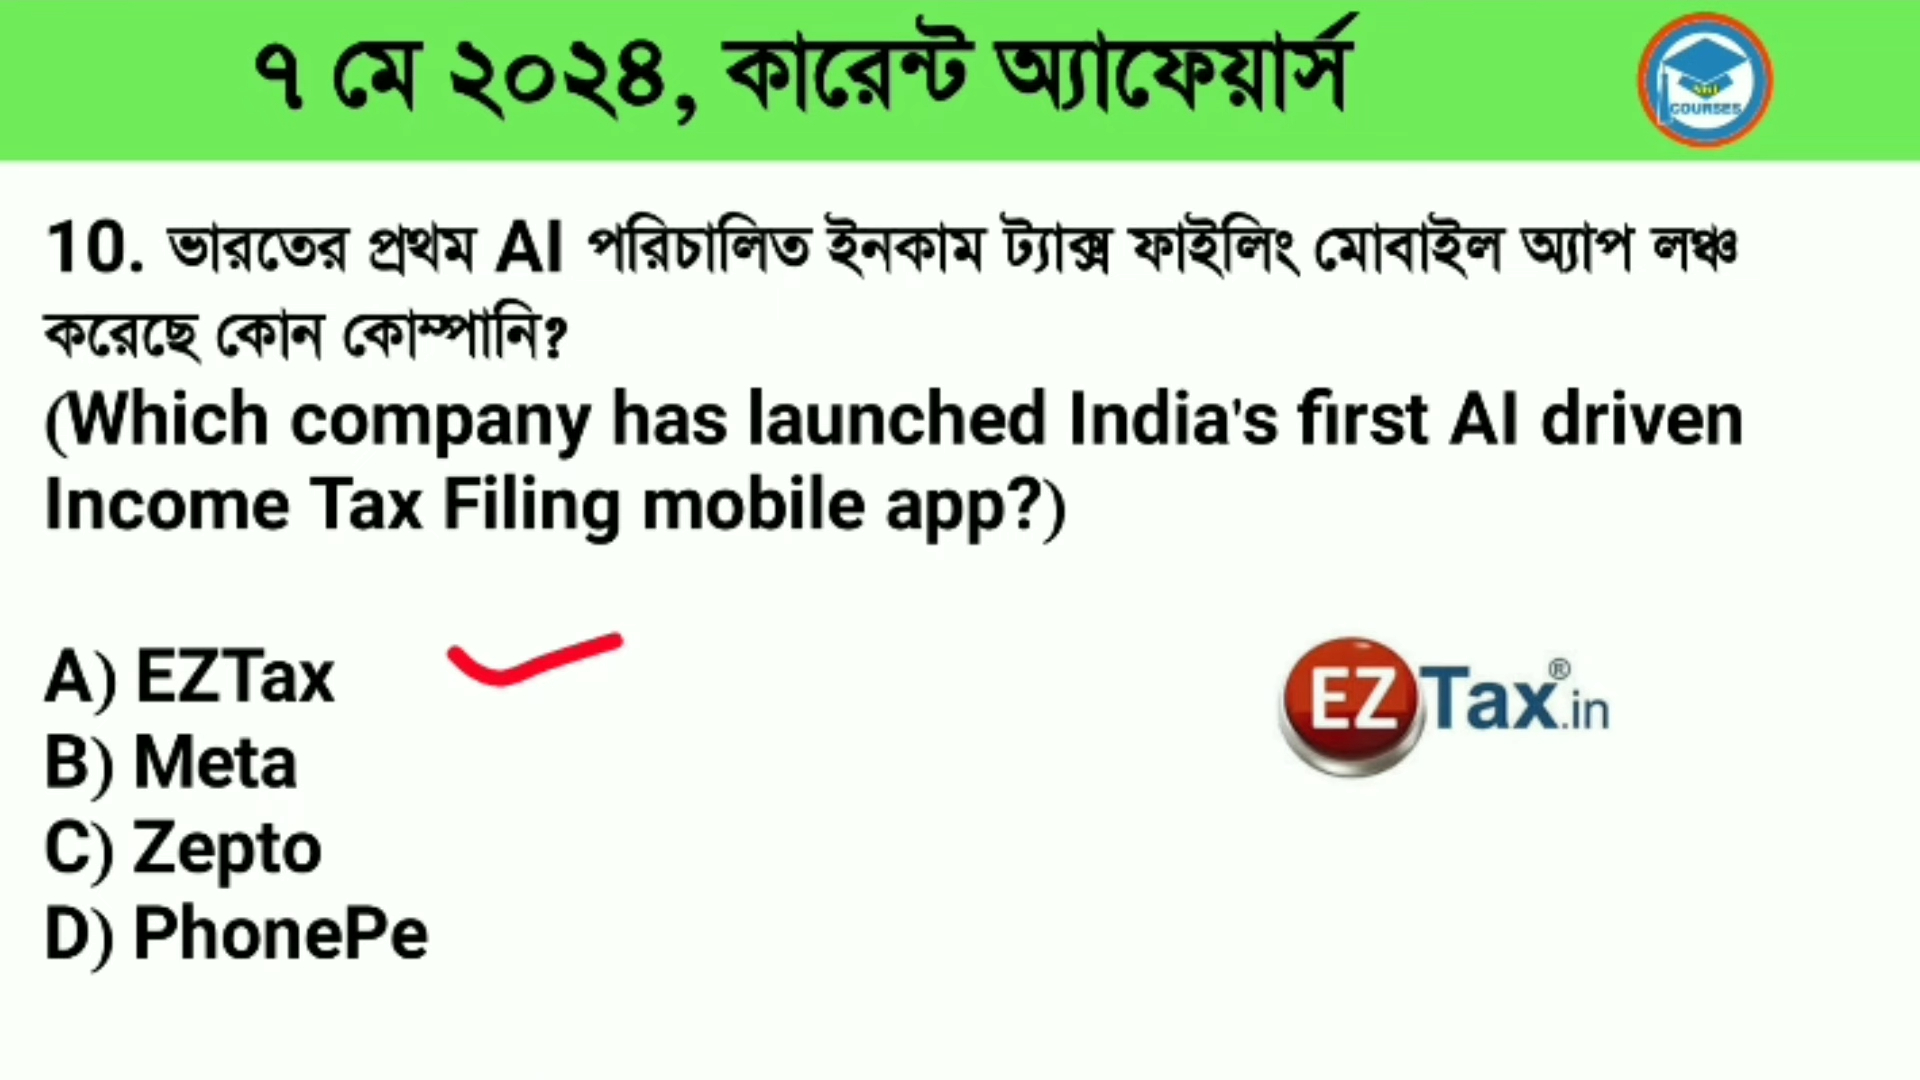 ৭ মে ২০২৪, কারেন্ট অ্যাফেয়ার্স
COURSES
10. ভারতের প্রথম AI পরিচালিত ইনকাম ট্যাক্স ফাইলিং মোবাইল অ্যাপ লঞ্চ
করেছে কোন কোম্পানি?
(Which company has launched India's first AI driven
Income Tax Filing mobile app?)
A) EZTax
EZTax®.in
B) Meta
C) Zepto
D) PhonePe